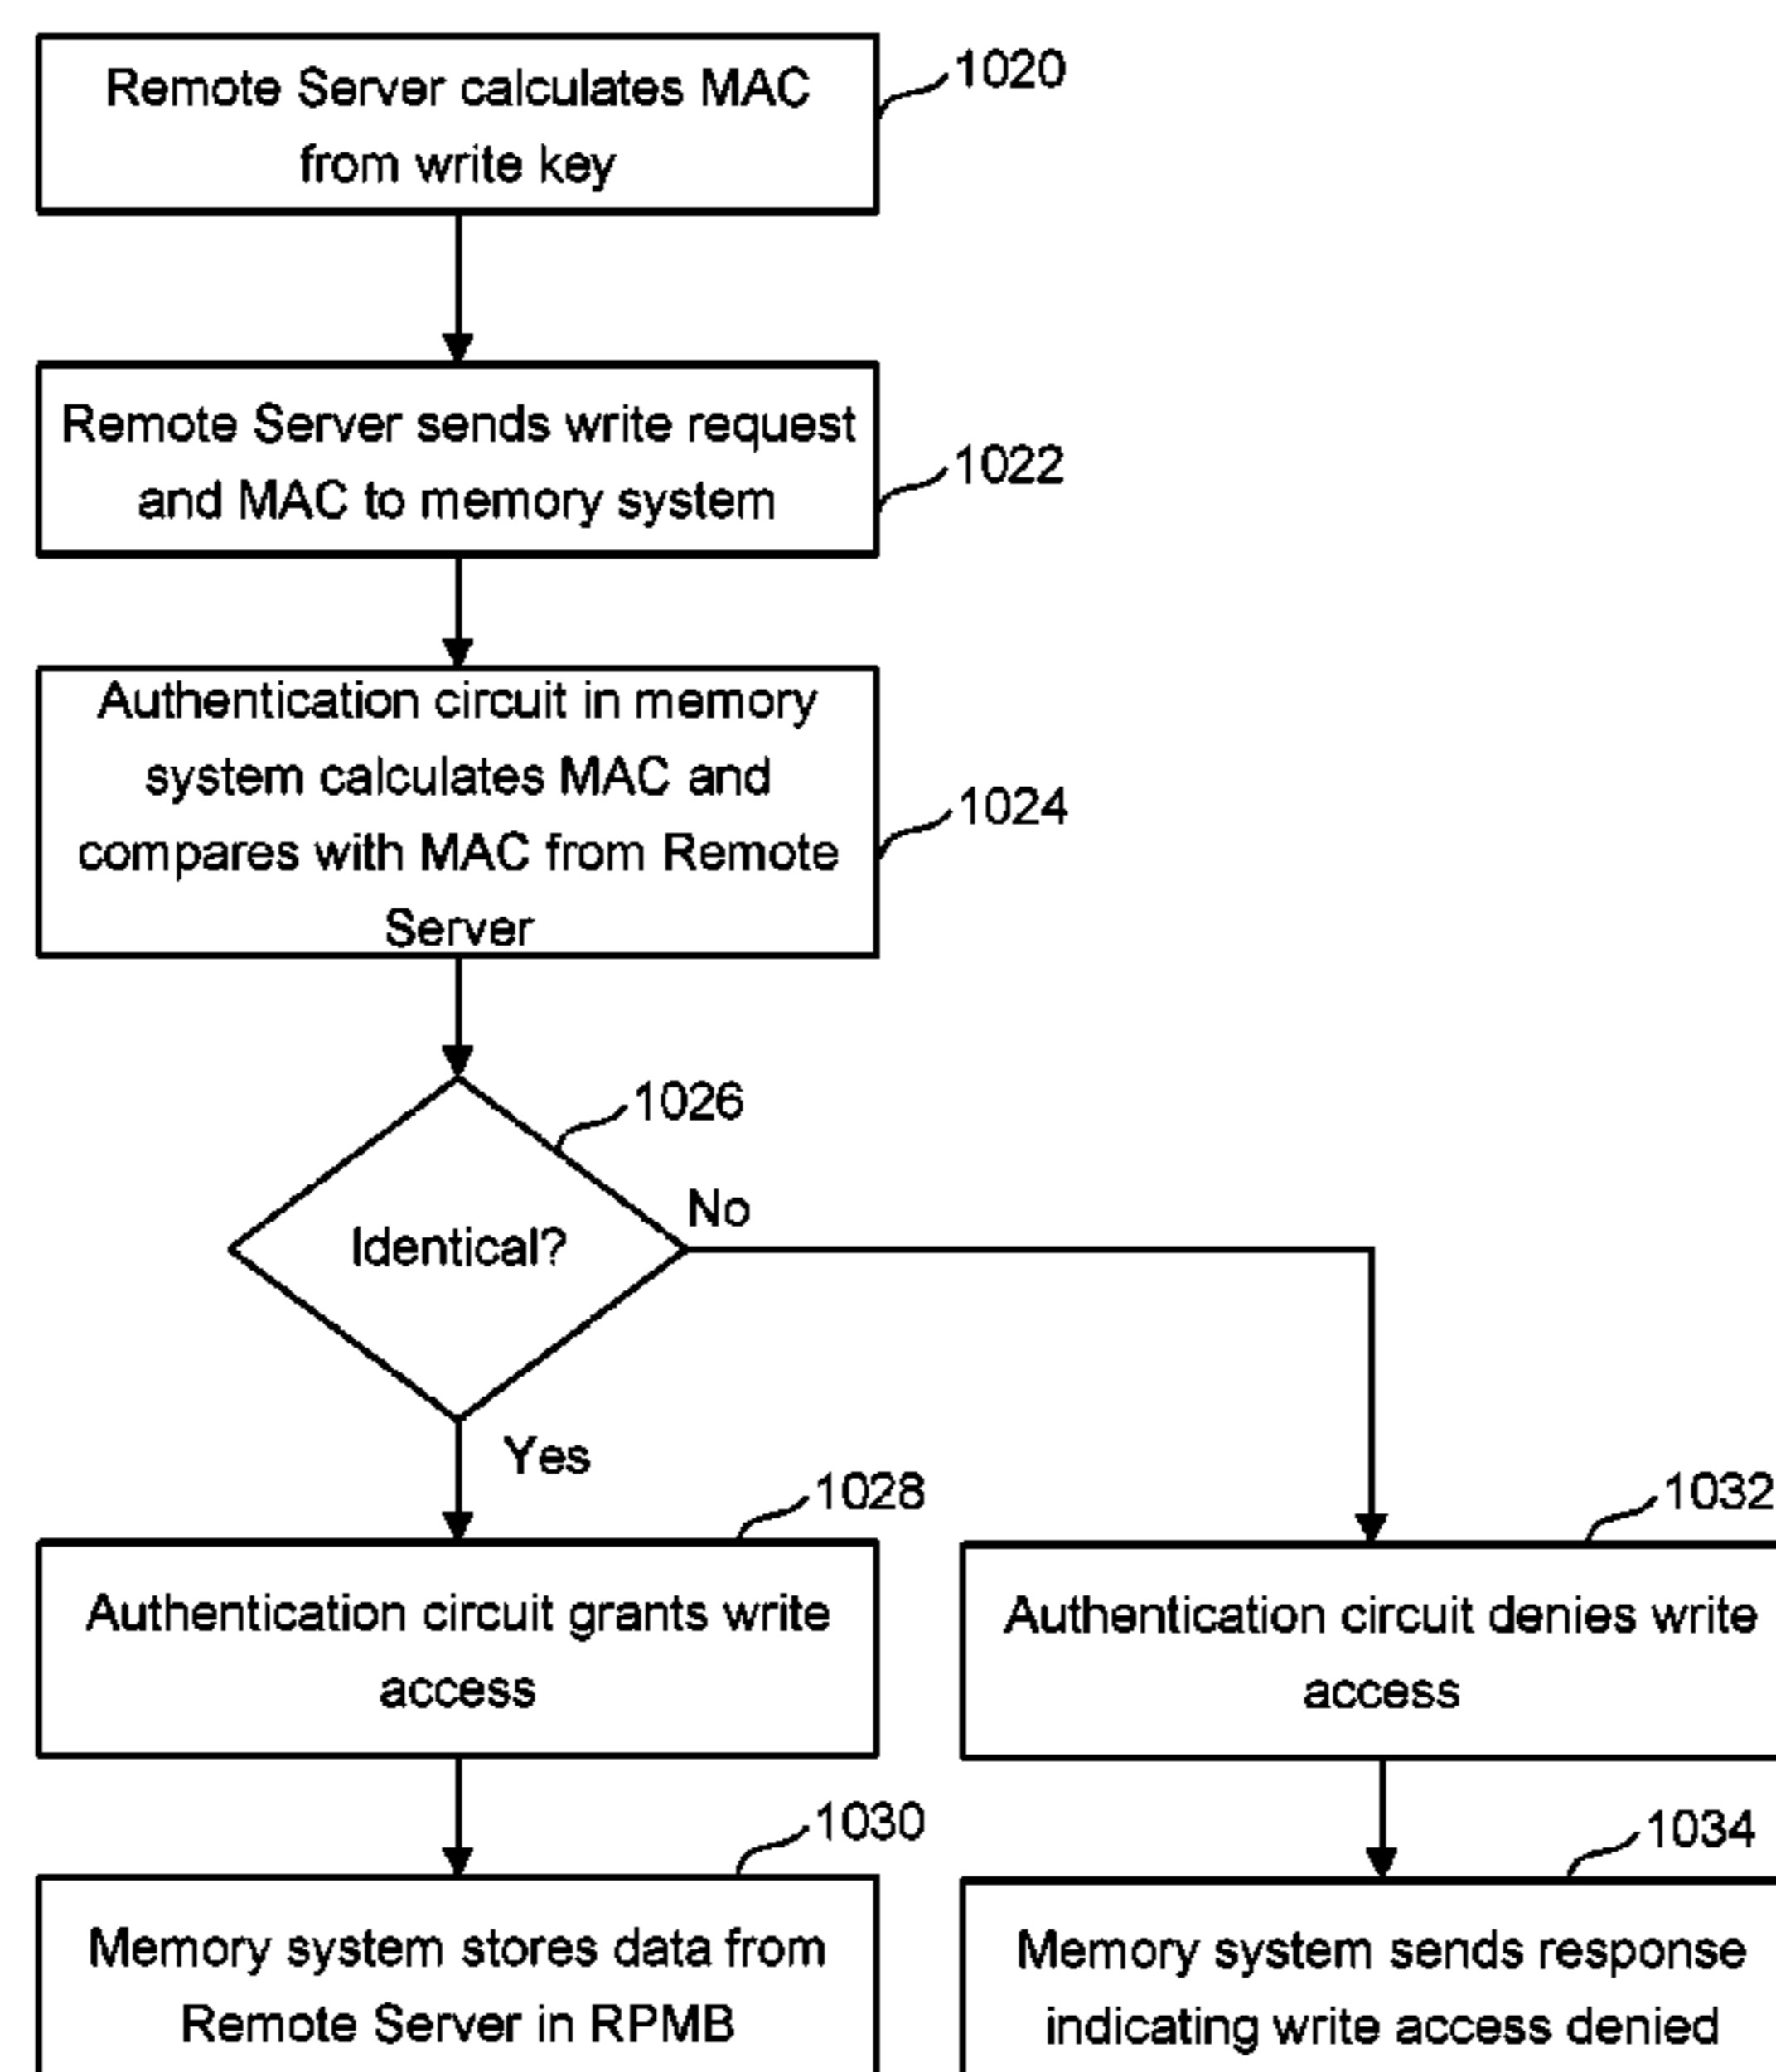 Remote Server calculates MAC
from write key
1020
Remote Server sends write request
and MAC to memory system
1022
Authentication circuit in memory
system calculates MAC and
compares with MAC from Remote
Server
1024
1026
Identical?
No
Yes
1028
Authentication circuit grants write
access
1032
Authentication circuit denies write
access
1030
Memory system stores data from
Remote Server in RPMB
1034
Memory system sends response
indicating write access denied